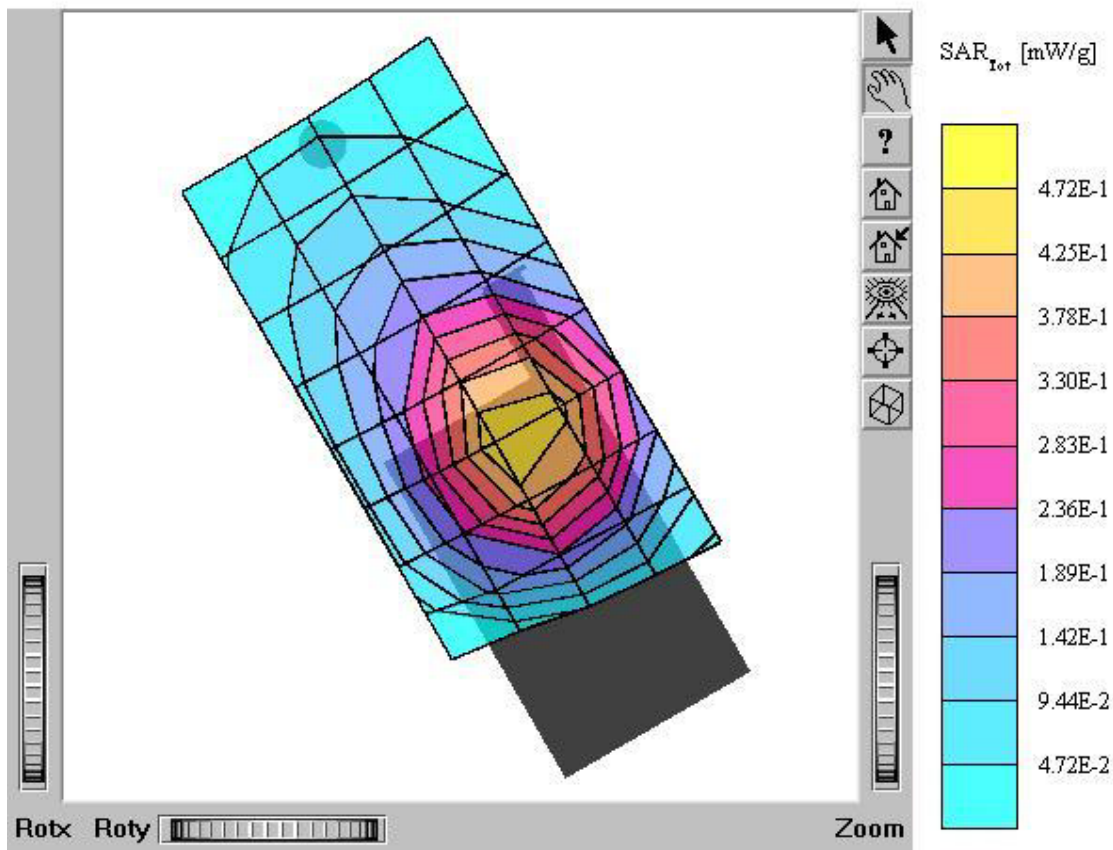 SAR_Tot [mW/g]
?
4.72E-1
4.25E-1
3.78E-1
3.30E-1
2.83E-1
2.36E-1
1.89E-1
1.42E-1
9.44E-2
4.72E-2
Rotx Roty Zoom